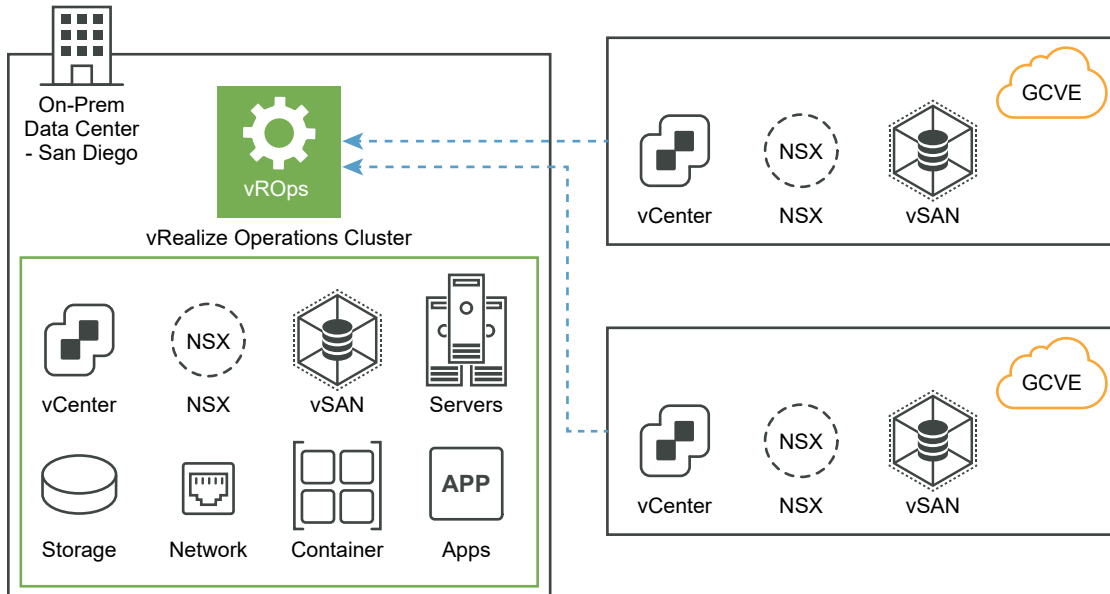 On-Prem
Data Center
- San Diego
vROps
vRealize Operations Cluster
vCenter
NSX
NSX
vSAN
Servers
Storage
Network
Container
APP
Apps
GCVE
vCenter
NSX
NSX
vSAN
GCVE
vCenter
NSX
NSX
vSAN